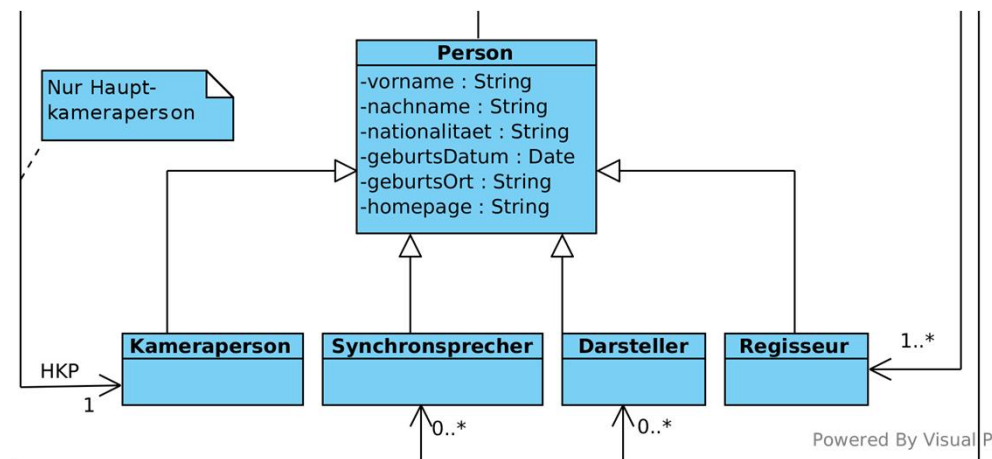 Person
-vorname : String
-nachname : String
-nationalitaet : String
-geburtsDatum : Date
-geburtsOrt : String
-homepage : String
Nur Haupt-
kameraperson
Kameraperson
Synchronsprecher
Darsteller
Regisseur
1..*
HKP
1
0..*
0..*
Powered By Visual P